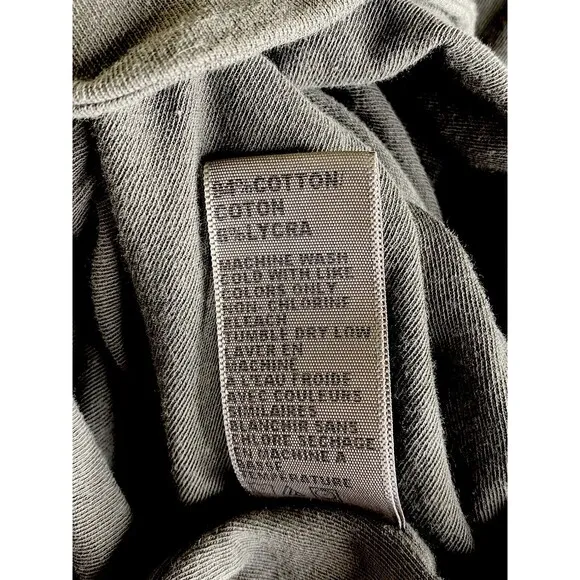 94% COTTON/
COTON
6% LYCRA
MACHINE WASH
COLD WITH LIKE
COLORS ONLY
NON CHLORINE
BLEACH
TUMBLE DRY LOW
LAVER EN
MACHINE
À L'EAU FROIDE
AVEC COULEURS
SIMILAIRES
BLANCHIR SANS
CHLORE SECHAGE
EN MACHINE A
BASSE
TEMPERATURE